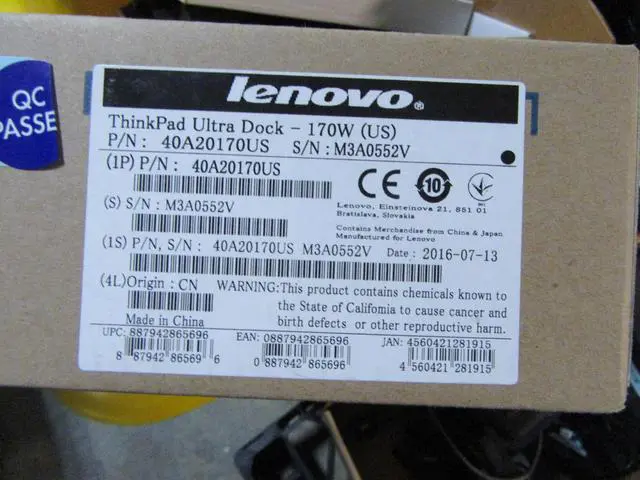 QC
PASSE
lenovo®
ThinkPad Ultra Dock - 170W (US)
P/N : 40A20170US S/N : M3A0552V
(1P) P/N : 40A20170US
(S) S/N : M3A0552V
CE 10
Lenovo, Einsteinova 21, 851 01
Bratislava, Slovakia
Contains Merchandise from China & Japan
Manufactured for Lenovo
(1S) P/N, S/N : 40A20170US M3A0552V Date : 2016-07-13
(4L)Origin : CN
Made in China
WARNING:This product contains chemicals known to
the State of California to cause cancer and
birth defects or other reproductive harm.
UPC: 887942865696 EAN: 0887942865696 JAN: 4560421281915
8 87942 86569 6 0 887942 865696 4 560421 281915